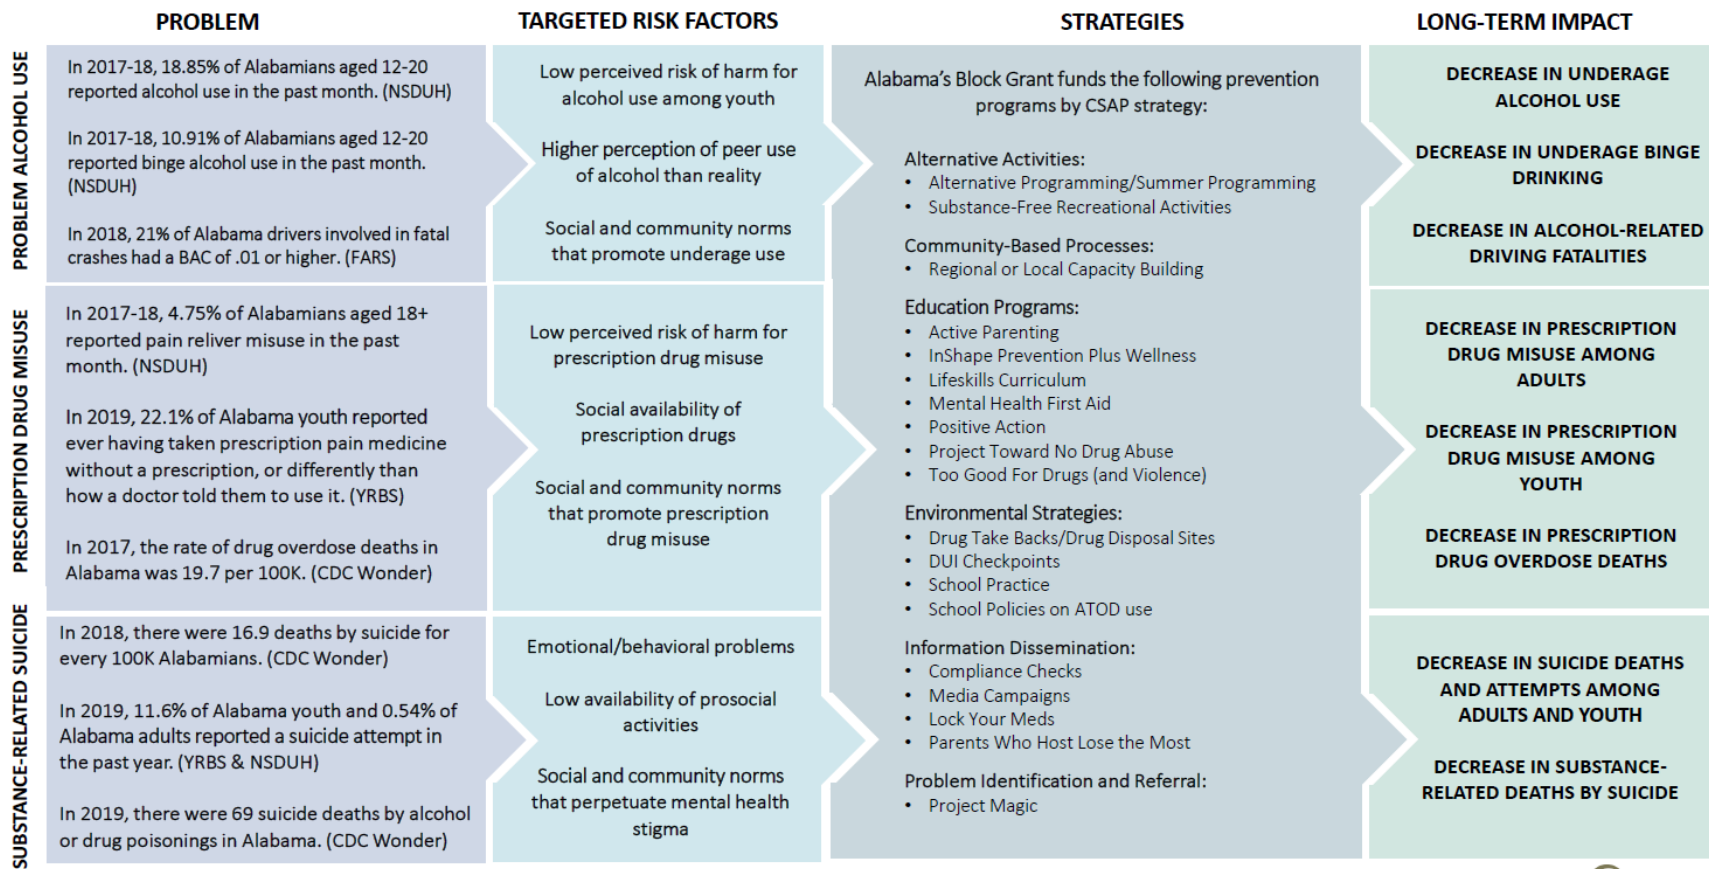 PROBLEM
TARGETED RISK FACTORS
STRATEGIES
LONG-TERM IMPACT
PROBLEM ALCOHOL USE
In 2017-18, 18.85% of Alabamians aged 12-20
reported alcohol use in the past month. (NSDUH)
In 2017-18, 10.91% of Alabamians aged 12-20
reported binge alcohol use in the past month.
(NSDUH)
In 2018, 21% of Alabama drivers involved in fatal
crashes had a BAC of .01 or higher. (FARS)
Low perceived risk of harm for
alcohol use among youth
Higher perception of peer use
of alcohol than reality
Social and community norms
that promote underage use
PRESCRIPTION DRUG MISUSE
In 2017-18, 4.75% of Alabamians aged 18+
reported pain reliver misuse in the past
month. (NSDUH)
In 2019, 22.1% of Alabama youth reported
ever having taken prescription pain medicine
without a prescription, or differently than
how a doctor told them to use it. (YRBS)
In 2017, the rate of drug overdose deaths in
Alabama was 19.7 per 100K. (CDC Wonder)
Low perceived risk of harm for
prescription drug misuse
Social availability of
prescription drugs
Social and community norms
that promote prescription
drug misuse
SUBSTANCE-RELATED SUICIDE
In 2018, there were 16.9 deaths by suicide for
every 100K Alabamians. (CDC Wonder)
In 2019, 11.6% of Alabama youth and 0.54% of
Alabama adults reported a suicide attempt in
the past year. (YRBS & NSDUH)
In 2019, there were 69 suicide deaths by alcohol
or drug poisonings in Alabama. (CDC Wonder)
Emotional/behavioral problems
Low availability of prosocial
activities
Social and community norms
that perpetuate mental health
stigma
Alabama's Block Grant funds the following prevention
programs by CSAP strategy:
Alternative Activities:
• Alternative Programming/Summer Programming
• Substance-Free Recreational Activities
Community-Based Processes:
• Regional or Local Capacity Building
Education Programs:
• Active Parenting
• InShape Prevention Plus Wellness
• Lifeskills Curriculum
• Mental Health First Aid
• Positive Action
• Project Toward No Drug Abuse
• Too Good For Drugs (and Violence)
Environmental Strategies:
• Drug Take Backs/Drug Disposal Sites
• DUI Checkpoints
• School Practice
• School Policies on ATOD use
Information Dissemination:
• Compliance Checks
• Media Campaigns
• Lock Your Meds
• Parents Who Host Lose the Most
Problem Identification and Referral:
• Project Magic
DECREASE IN UNDERAGE
ALCOHOL USE
DECREASE IN UNDERAGE BINGE
DRINKING
DECREASE IN ALCOHOL-RELATED
DRIVING FATALITIES
DECREASE IN PRESCRIPTION
DRUG MISUSE AMONG
ADULTS
DECREASE IN PRESCRIPTION
DRUG MISUSE AMONG
YOUTH
DECREASE IN PRESCRIPTION
DRUG OVERDOSE DEATHS
DECREASE IN SUICIDE DEATHS
AND ATTEMPTS AMONG
ADULTS AND YOUTH
DECREASE IN SUBSTANCE-
RELATED DEATHS BY SUICIDE